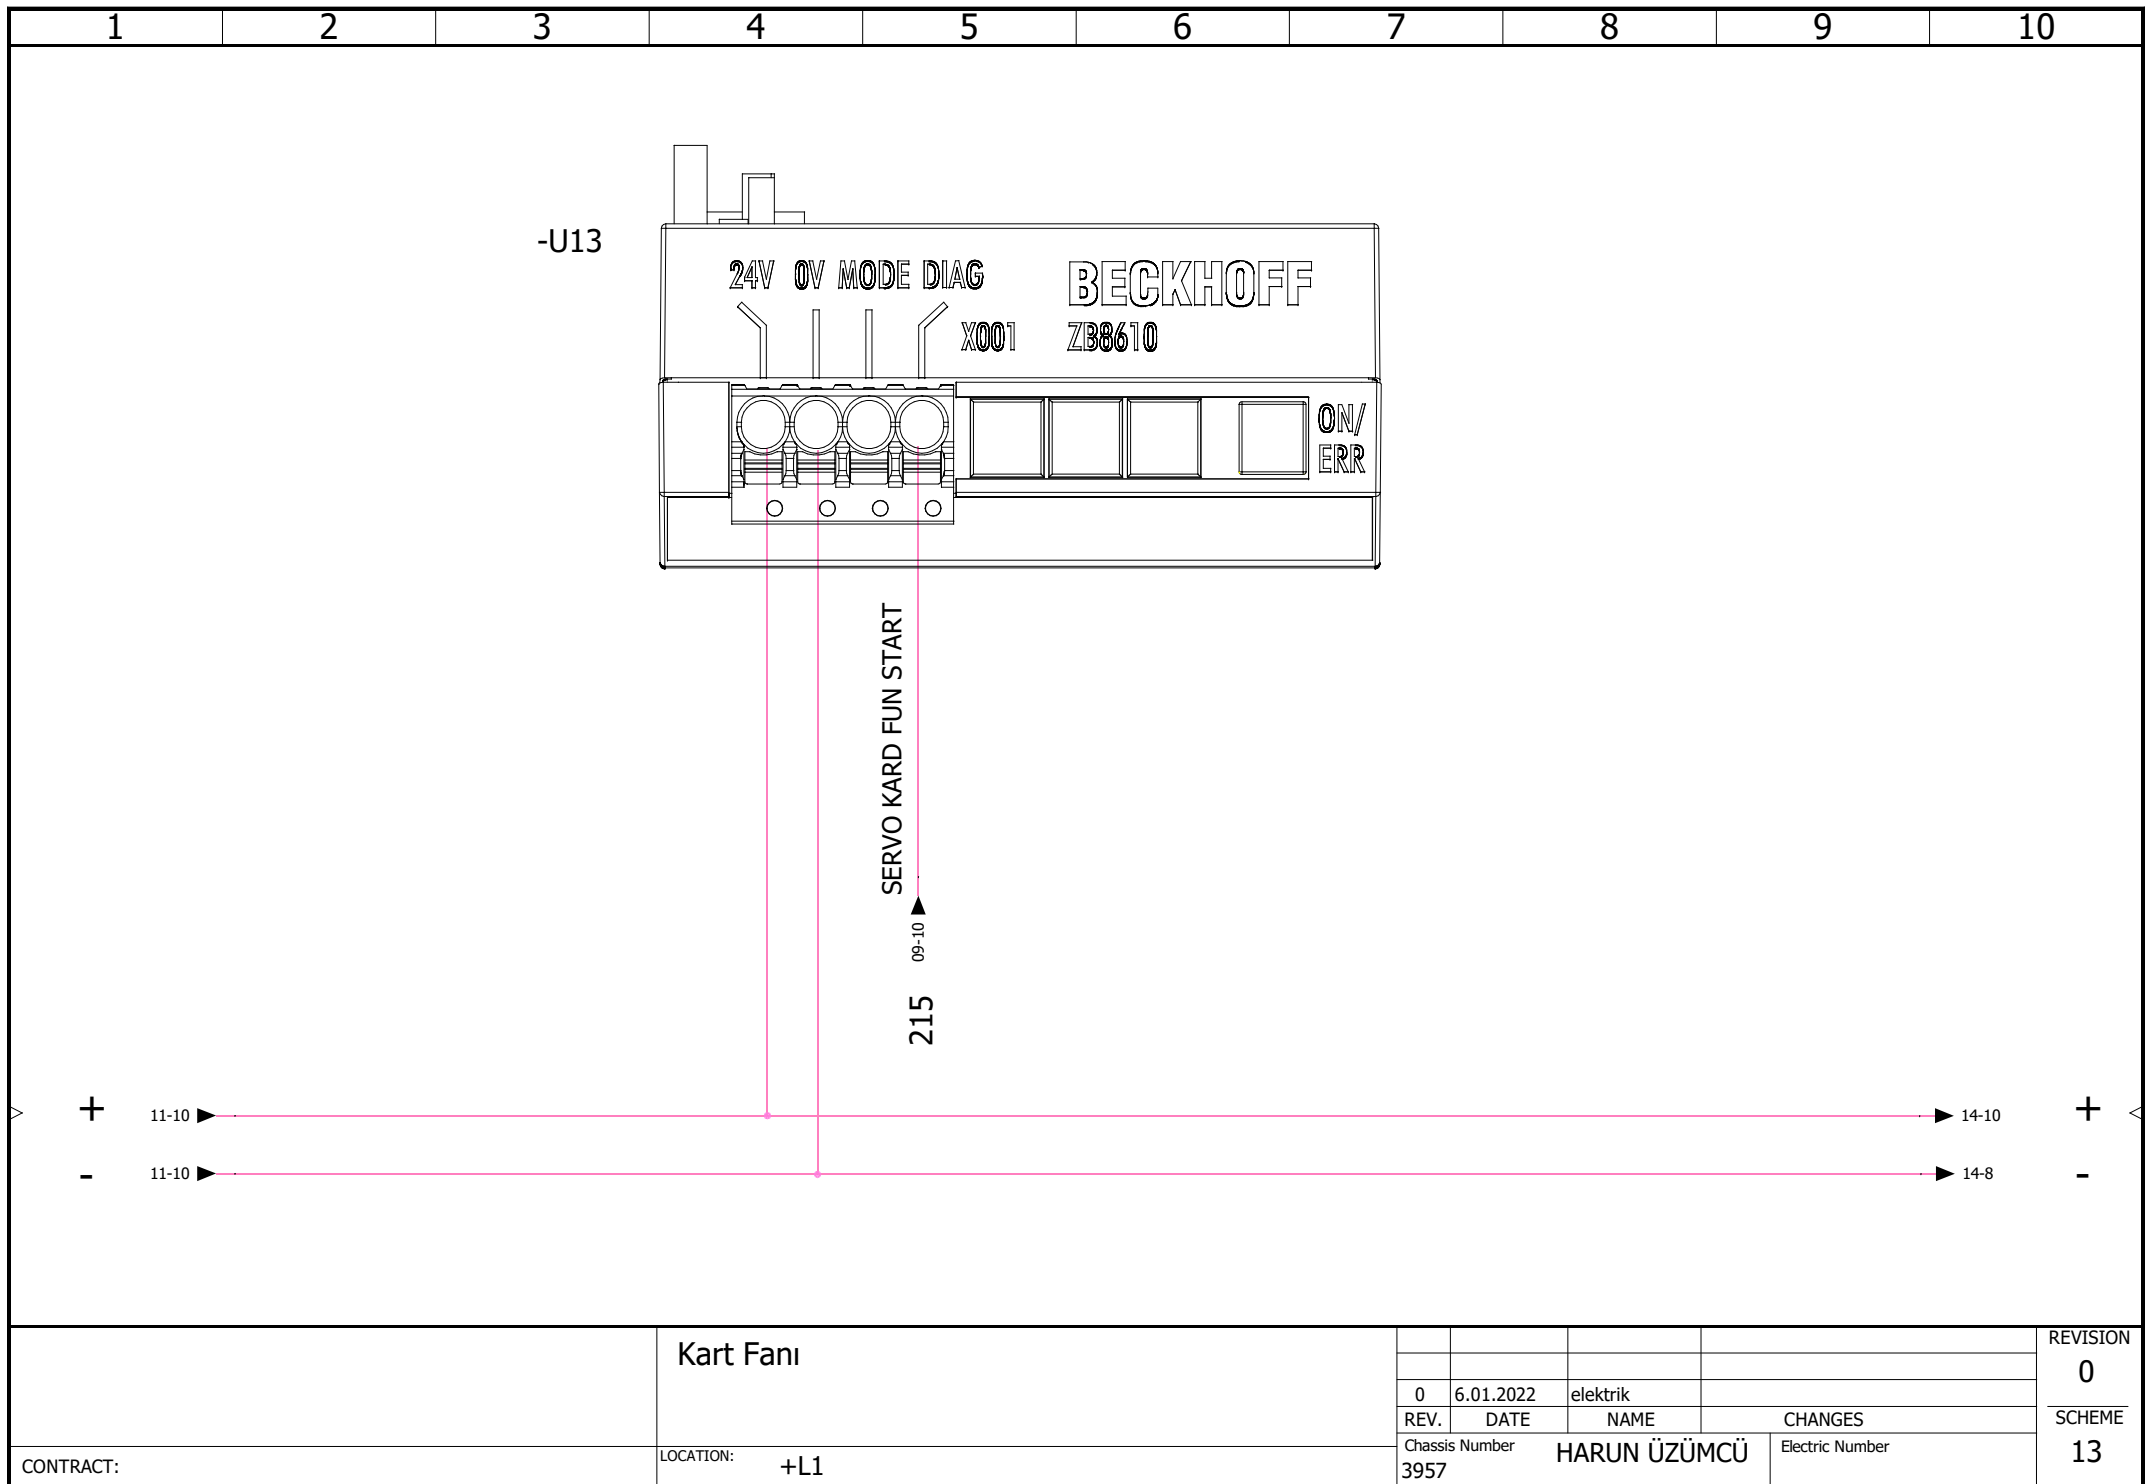 1 2 3 4 5 6 7 8 9 10
-U13
24V 0V MODE DIAG
BECKHOFF
X001 ZB8610
ON/
ERR
SERVO KARD FUN START
09-10
215
+ 11-10 14-10 +
- 11-10 14-8 -
Kart Fanı
REVISION
0
0 6.01.2022 elektrik
REV. DATE NAME CHANGES
SCHEME
13
Chassis Number
3957
HARUN ÜZÜMCÜ
Electric Number
CONTRACT:
LOCATION: +L1